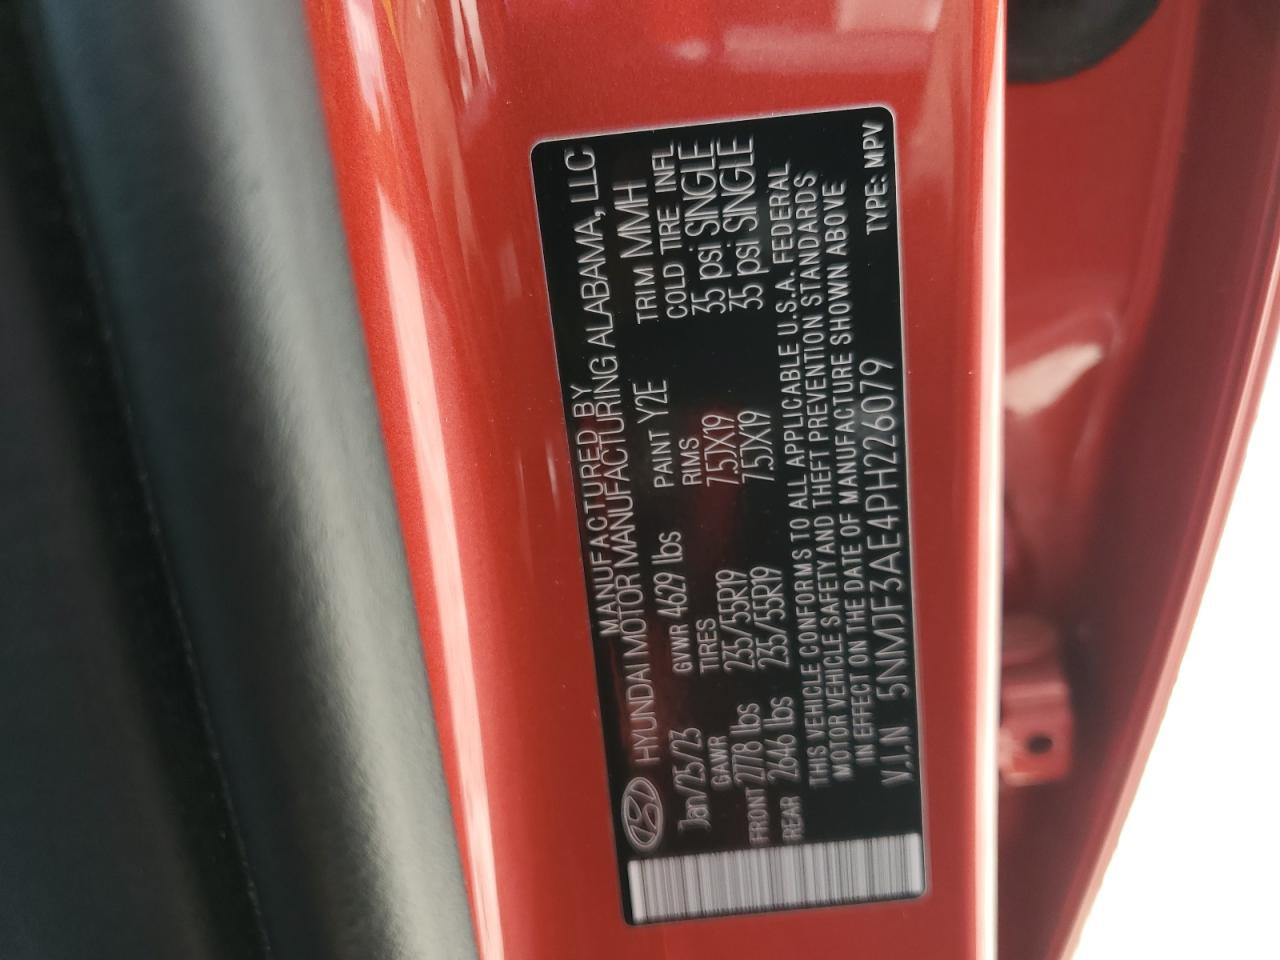 MANUFACTURED BY
HYUNDAI MOTOR MANUFACTURING ALABAMA, LLC
Jan/25/23 GVWR 4629 lbs PAINT Y2E TRIM MMH
GAWR TIRES RIMS COLD TIRE INFL
FRONT 2778 lbs 235/55R19 7.5JX19 35 psi SINGLE
REAR 2646 lbs 235/55R19 7.5JX19 35 psi SINGLE
THIS VEHICLE CONFORMS TO ALL APPLICABLE U.S.A. FEDERAL
MOTOR VEHICLE SAFETY AND THEFT PREVENTION STANDARDS
IN EFFECT ON THE DATE OF MANUFACTURE SHOWN ABOVE
V.I.N 5NMJF3AE4PH226079 TYPE: MPV